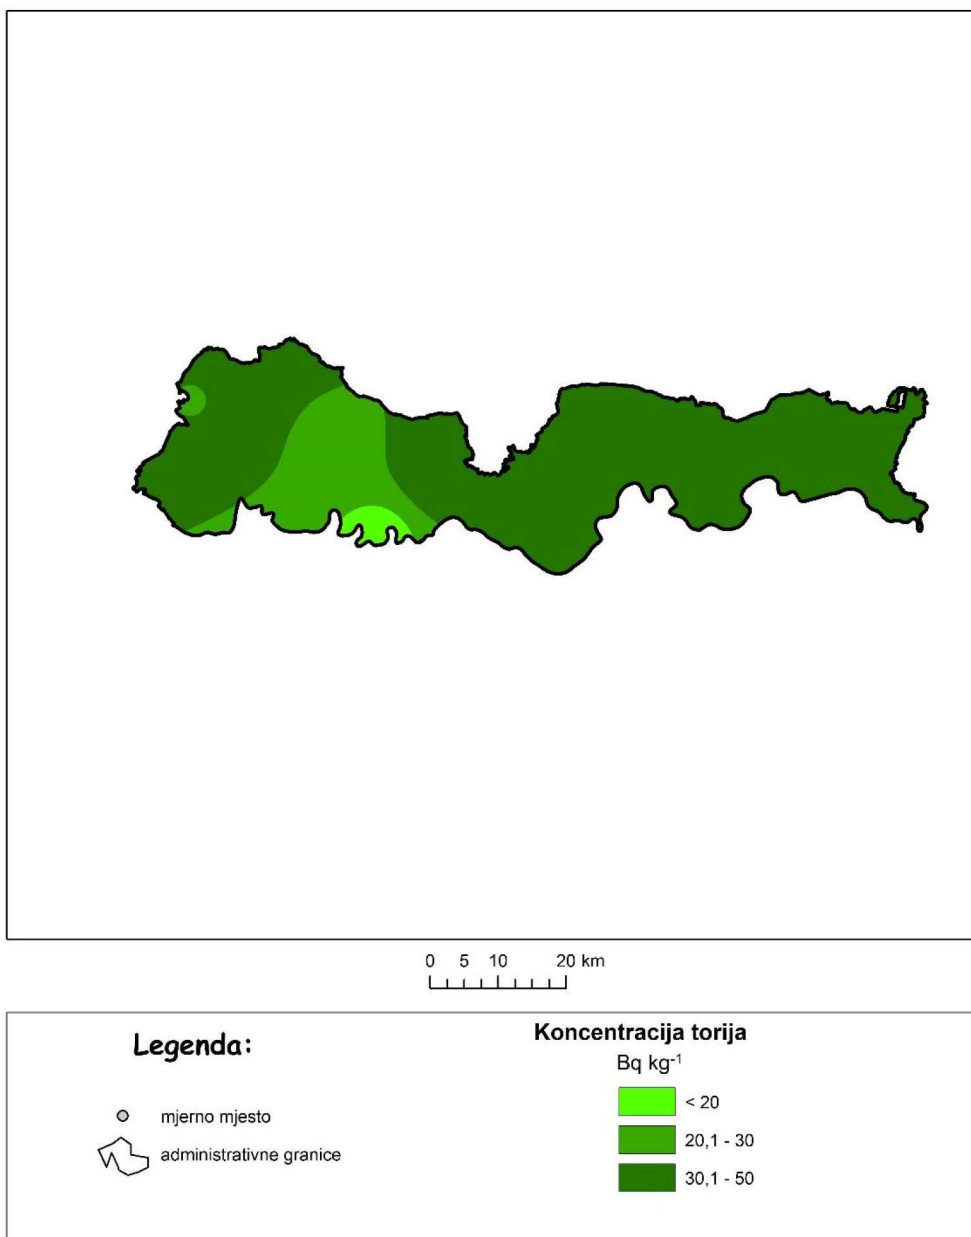 0 5 10 20 km
Legenda:
mjerno mjesto
administrativne granice
Koncentracija torija
Bq kg⁻¹
< 20
20,1 - 30
30,1 - 50